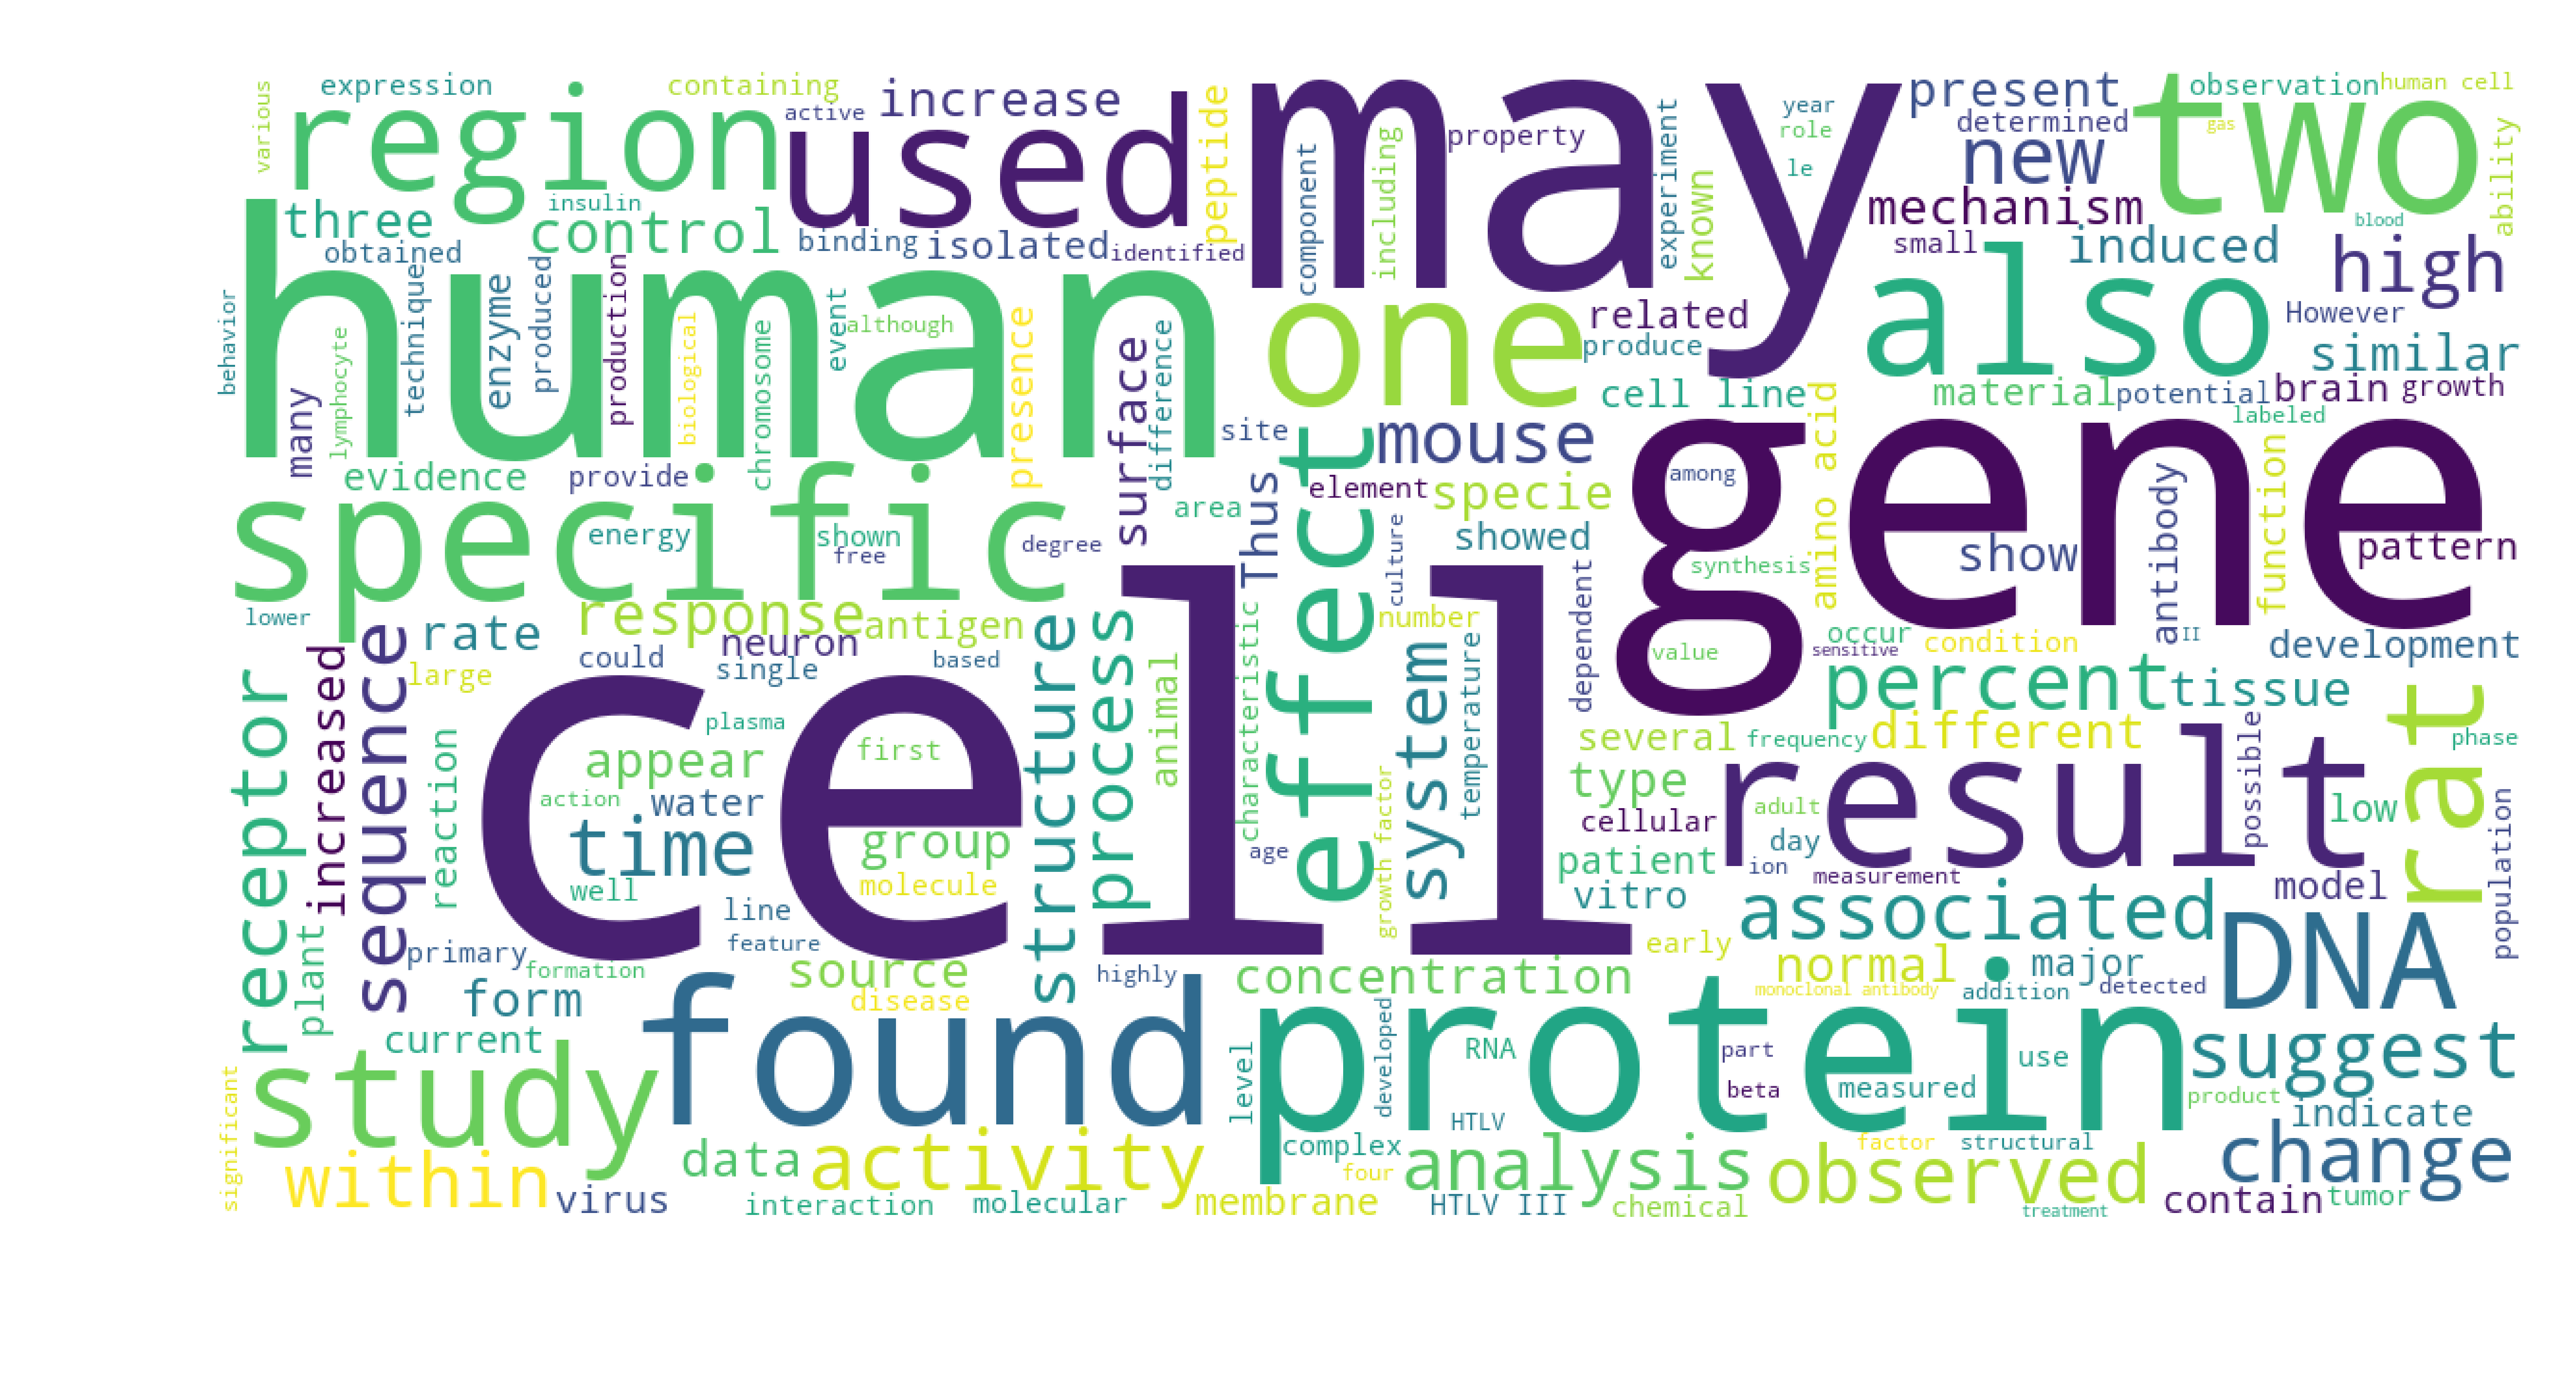 various
expression
containing
active
increase
region
used
insulin
three
control
obtained
binding
isolated
identified
peptide
may
component
including
property
experiment
known
year
role
le
present
determined
new
mechanism
small
induced
two
observation
human cell
gas
blood
ability
high
However
similar
also
human
behavior
many
lymphocyte
technique
enzyme
produced
production
biological
chromosome
event
although
presence
surface
difference
one
related
produce
cell line
material
potential
brain
growth
labeled
site
mouse
evidence
provide
specific
energy
shown
free
degree
area
Thus
effect
element
specie
culture
showed
gene
among
synthesis
value
amino acid
show
antibody
function
pattern
lower
receptor
increased
sequence
rate
large
response
antigen
neuron
could
single
based
structure
process
animal
characteristic
number
system
temperature
dependent
occur
sensitive
condition
II
development
percent
tissue
rat
phase
cell
plasma
appear
first
action
water
time
group
well
molecule
line
feature
reaction
plant
age
growth factor
several
frequency
different
type
adult
cellular
day
patient
ion
measurement
vitro
result
possible
low
model
population
associated
DNA
early
primary
formation
form
source
disease
highly
concentration
normal
major
monoclonal antibody
addition
detected
current
study
found
level
developed
protein
RNA
part
beta
measured
use
HTLV
suggest
product
indicate
change
significant
within
virus
data
activity
interaction
molecular
membrane
complex
four
analysis
HTLV III
chemical
observed
factor
structural
treatment
contain
tumor